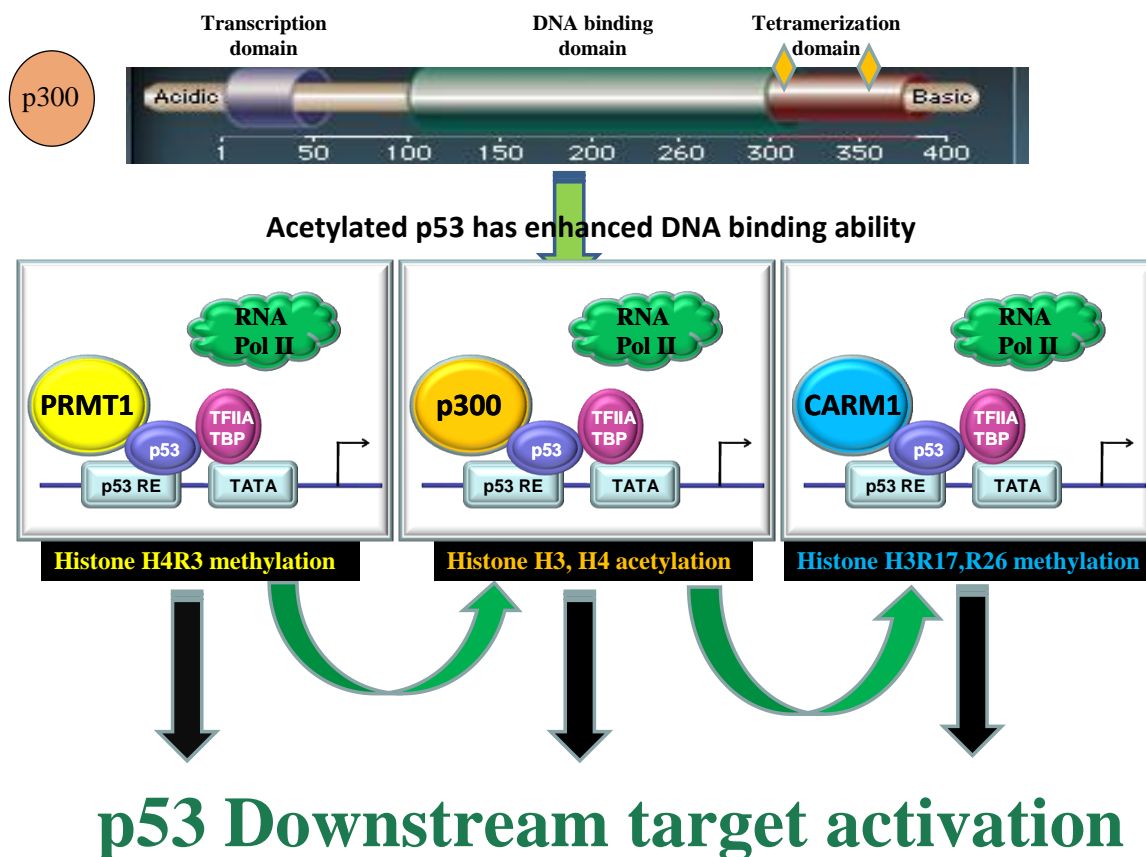 Transcription
domain
DNA binding
domain
Tetramerization
domain
p300
Acidic
Basic
1 50 100 150 200 260 300 350 400
Acetylated p53 has enhanced DNA binding ability
RNA
Pol II
PRMT1
TFIIA
TBP
p53
p53 RE
TATA
Histone H4R3 methylation
RNA
Pol II
p300
TFIIA
TBP
p53
p53 RE
TATA
Histone H3, H4 acetylation
RNA
Pol II
CARM1
TFIIA
TBP
p53
p53 RE
TATA
Histone H3R17,R26 methylation
p53 Downstream target activation